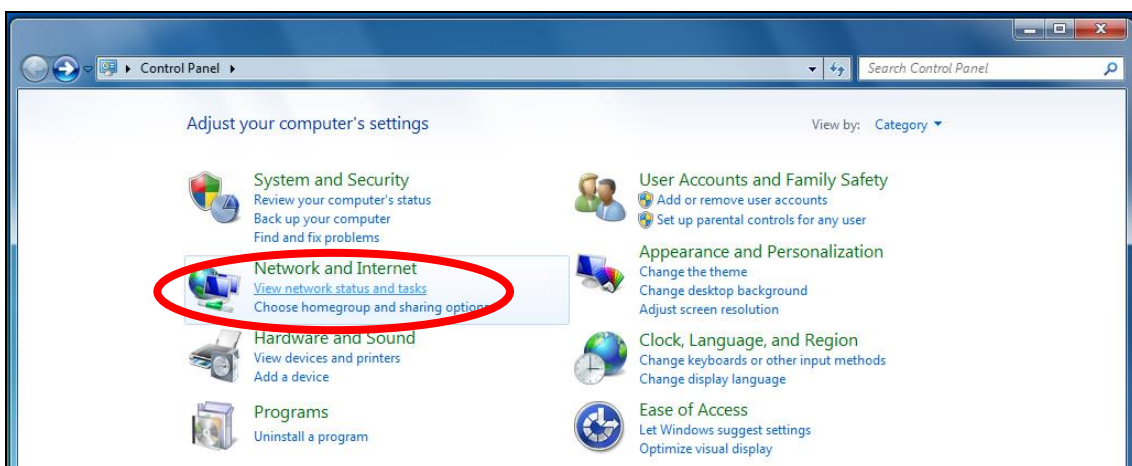 Control Panel
Search Control Panel
Adjust your computer's settings
View by: Category
System and Security
Review your computer's status
Back up your computer
Find and fix problems
Network and Internet
View network status and tasks
Choose homegroup and sharing options
Hardware and Sound
View devices and printers
Add a device
Programs
Uninstall a program
User Accounts and Family Safety
Add or remove user accounts
Set up parental controls for any user
Appearance and Personalization
Change the theme
Change desktop background
Adjust screen resolution
Clock, Language, and Region
Change keyboards or other input methods
Change display language
Ease of Access
Let Windows suggest settings
Optimize visual display